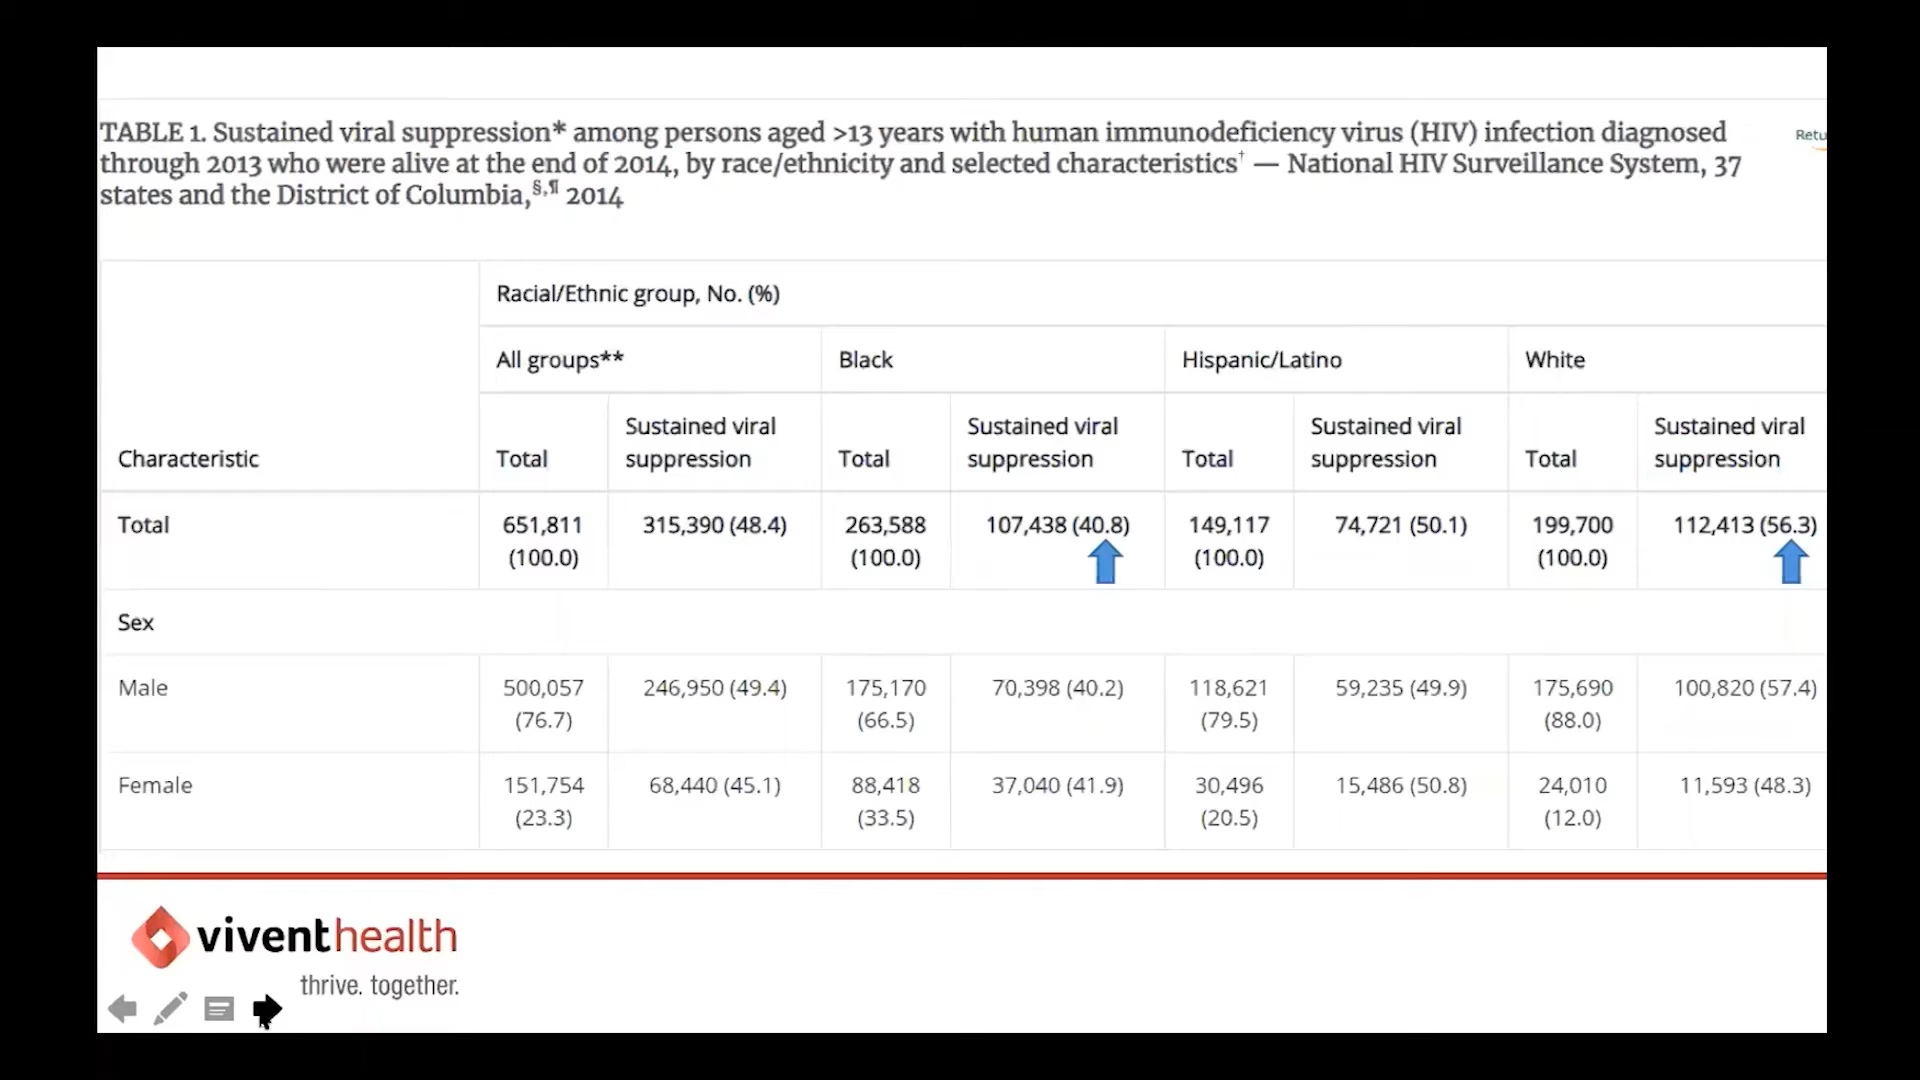 TABLE 1. Sustained viral suppression* among persons aged >13 years with human immunodeficiency virus (HIV) infection diagnosed
through 2013 who were alive at the end of 2014, by race/ethnicity and selected characteristics† — National HIV Surveillance System, 37
states and the District of Columbia,§,¶ 2014
Retu
Racial/Ethnic group, No. (%)
All groups** Black Hispanic/Latino White
Characteristic Total Sustained viral suppression Total Sustained viral suppression Total Sustained viral suppression Total Sustained viral suppression
Total 651,811 (100.0) 315,390 (48.4) 263,588 (100.0) 107,438 (40.8) 149,117 (100.0) 74,721 (50.1) 199,700 (100.0) 112,413 (56.3)
Sex
Male 500,057 (76.7) 246,950 (49.4) 175,170 (66.5) 70,398 (40.2) 118,621 (79.5) 59,235 (49.9) 175,690 (88.0) 100,820 (57.4)
Female 151,754 (23.3) 68,440 (45.1) 88,418 (33.5) 37,040 (41.9) 30,496 (20.5) 15,486 (50.8) 24,010 (12.0) 11,593 (48.3)
viventhealth
thrive. together.